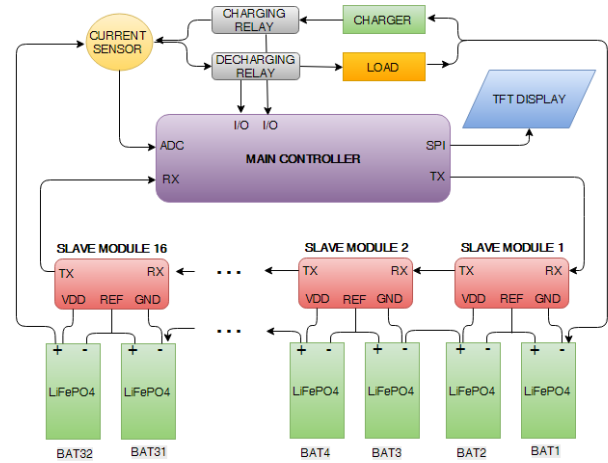 CHARGING
RELAY
CHARGER
CURRENT
SENSOR
DECHARGING
RELAY
LOAD
TFT DISPLAY
I/O I/O
ADC
SPI
MAIN CONTROLLER
RX
TX
SLAVE MODULE 16
SLAVE MODULE 2
SLAVE MODULE 1
TX RX
...
TX RX
TX RX
VDD REF GND
VDD REF GND
VDD REF GND
...
+ -
+ -
+ -
+ -
+ -
+ -
LiFePO4
LiFePO4
LiFePO4
LiFePO4
LiFePO4
LiFePO4
BAT32
BAT31
BAT4
BAT3
BAT2
BAT1